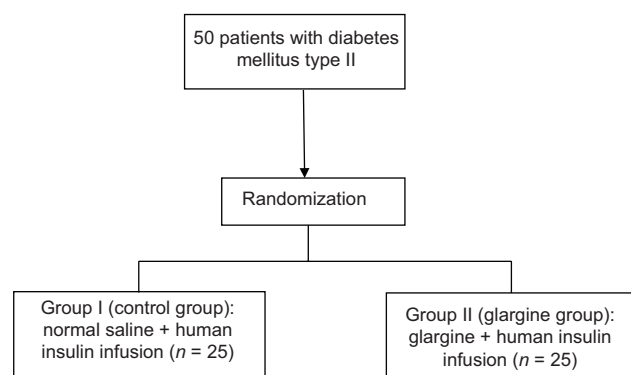 50 patients with diabetes
mellitus type II
Randomization
Group I (control group):
normal saline + human
insulin infusion (n = 25)
Group II (glargine group):
glargine + human insulin
infusion (n = 25)